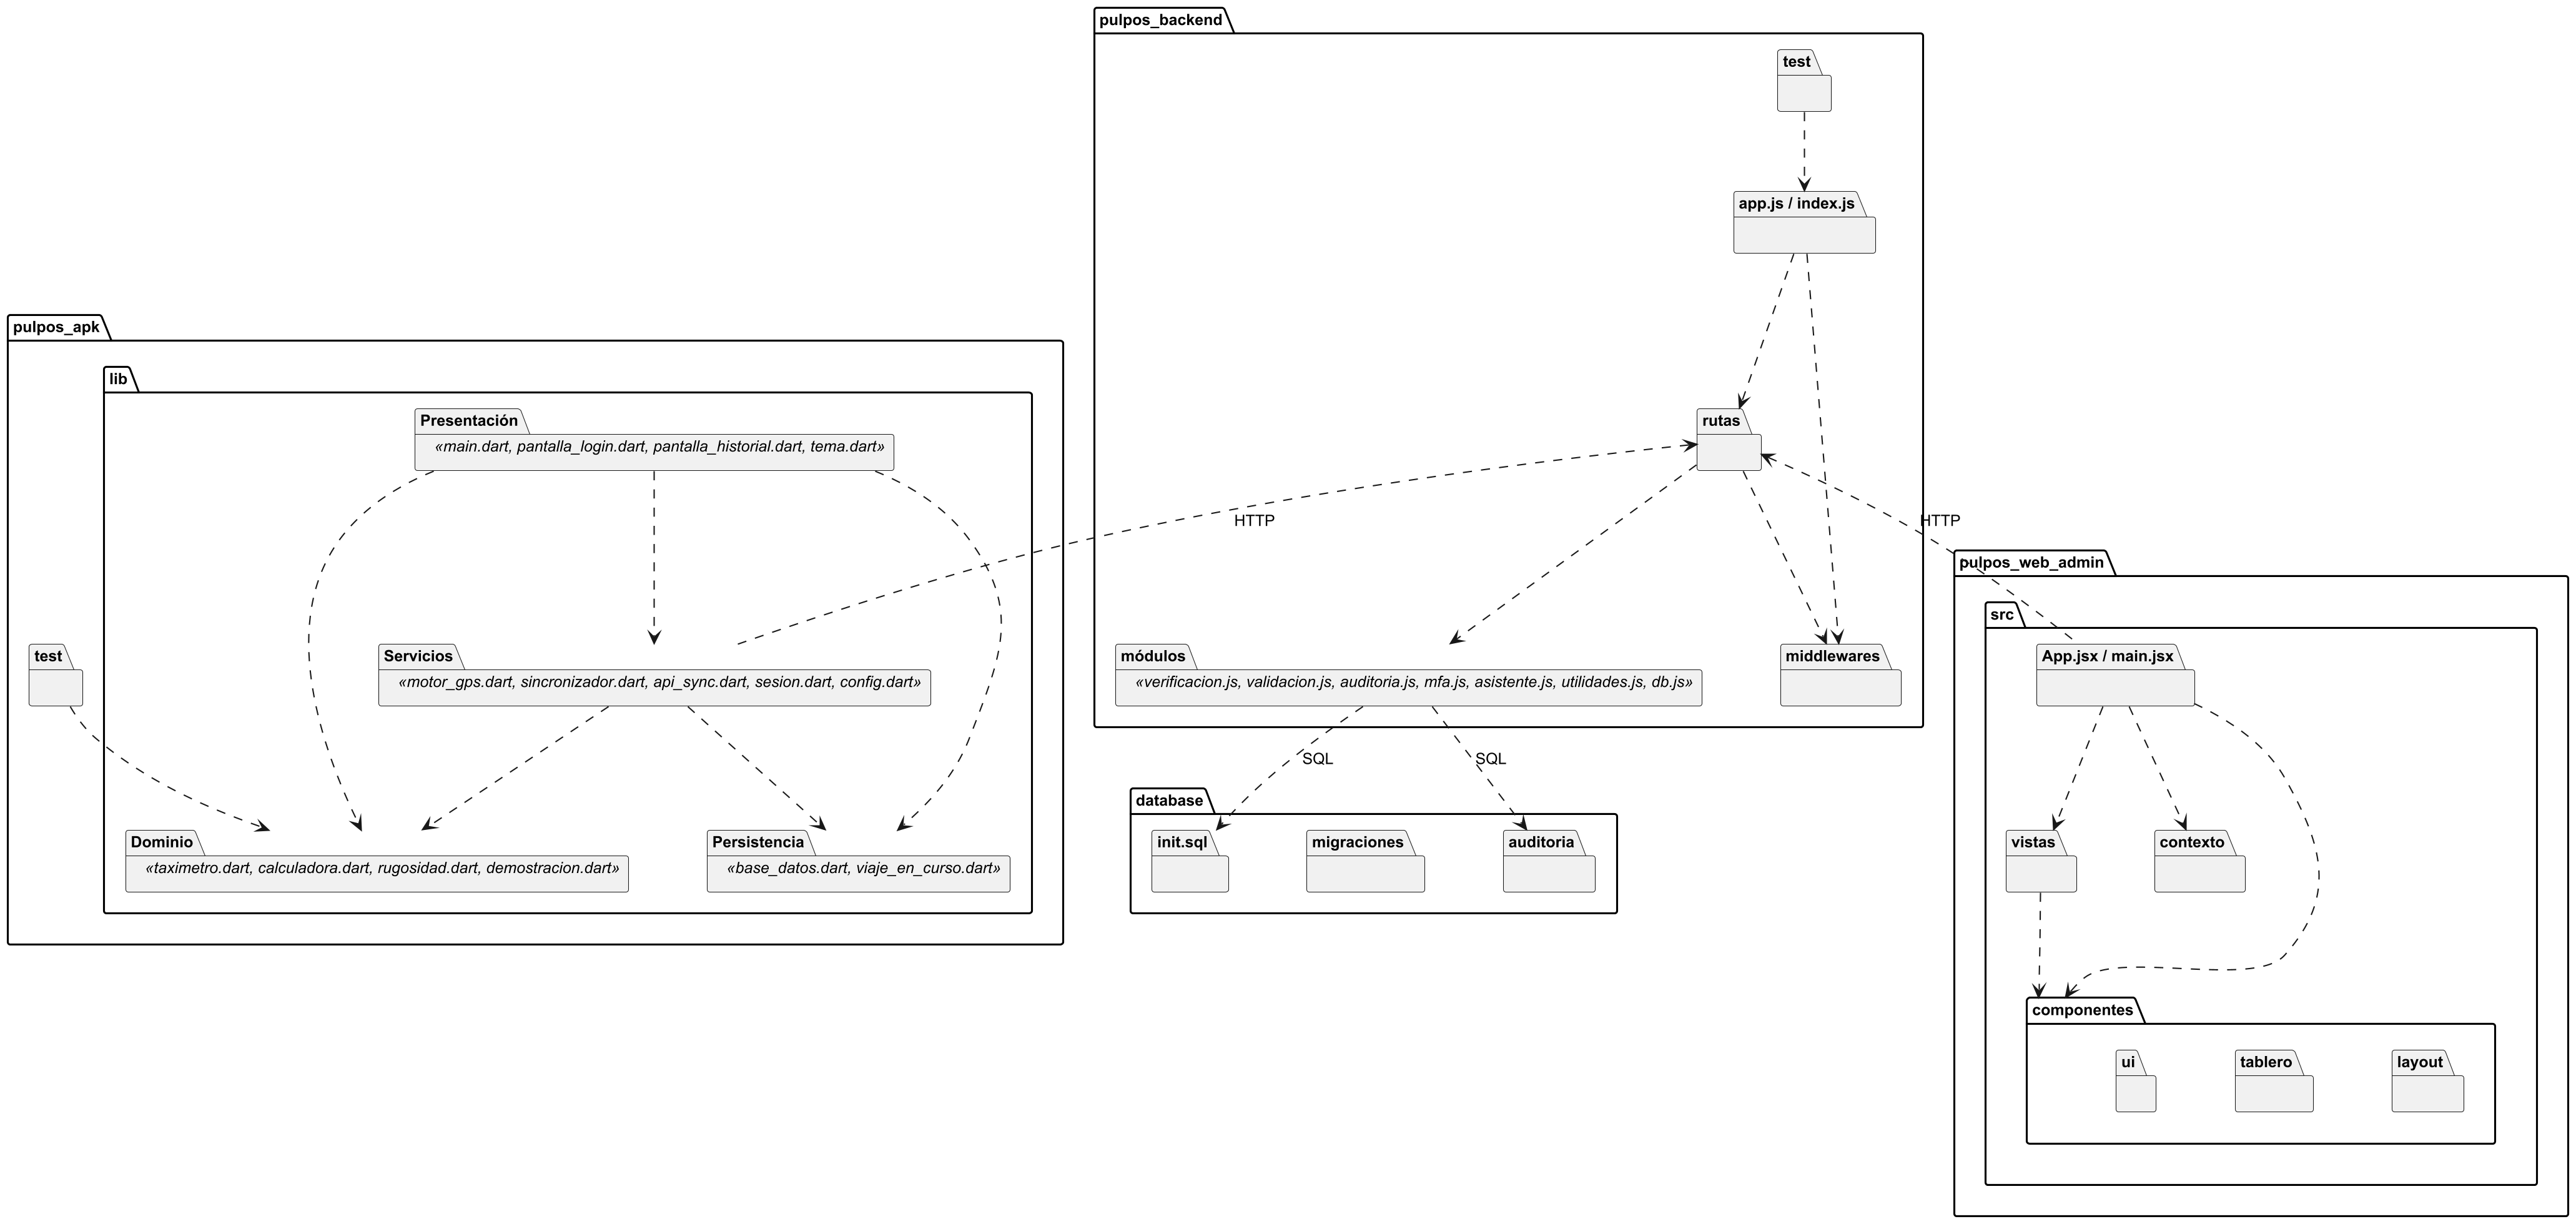 pulpos_backend
test
app.js / index.js
rutas
HTTP
HTTP
módulos
«verificacion.js, validacion.js, auditoria.js, mfa.js, asistente.js, utilidades.js, db.js»
middlewares
pulpos_apk
lib
Presentación
«main.dart, pantalla_login.dart, pantalla_historial.dart, tema.dart»
test
Servicios
«motor_gps.dart, sincronizador.dart, api_sync.dart, sesion.dart, config.dart»
Dominio
«taximetro.dart, calculadora.dart, rugosidad.dart, demostracion.dart»
Persistencia
«base_datos.dart, viaje_en_curso.dart»
SQL
SQL
database
init.sql
migraciones
auditoria
pulpos_web_admin
src
App.jsx / main.jsx
vistas
contexto
componentes
ui
tablero
layout